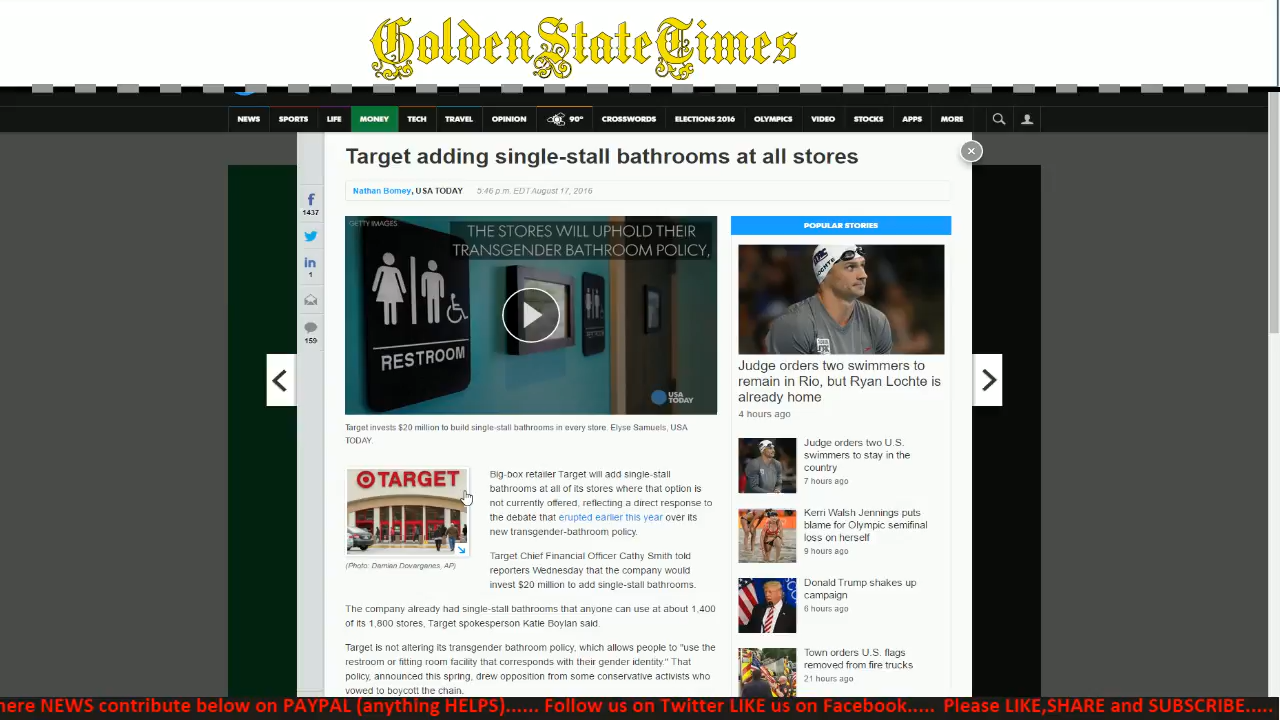 GoldenStateTimes
NEWS SPORTS LIFE MONEY TECH TRAVEL OPINION 90° CROSSWORDS ELECTIONS 2016 OLYMPICS VIDEO STOCKS APPS MORE
Target adding single-stall bathrooms at all stores
Nathan Bomey, USA TODAY 5:46 p.m. EDT August 17, 2016
1437
1
159
GETTY IMAGES
THE STORES WILL UPHOLD THEIR
TRANSGENDER BATHROOM POLICY,
RESTROOM
USA
TODAY
Target invests $20 million to build single-stall bathrooms in every store. Elyse Samuels, USA
TODAY.
TARGET
(Photo: Damian Dovarganes, AP)
Big-box retailer Target will add single-stall
bathrooms at all of its stores where that option is
not currently offered, reflecting a direct response to
the debate that erupted earlier this year over its
new transgender-bathroom policy.
Target Chief Financial Officer Cathy Smith told
reporters Wednesday that the company would
invest $20 million to add single-stall bathrooms.
The company already had single-stall bathrooms that anyone can use at about 1,400
of its 1,800 stores, Target spokesperson Katie Boylan said.
Target is not altering its transgender bathroom policy, which allows people to "use the
restroom or fitting room facility that corresponds with their gender identity." That
policy, announced this spring, drew opposition from some conservative activists who
vowed to boycott the chain.
POPULAR STORIES
LOCHTE
Judge orders two swimmers to
remain in Rio, but Ryan Lochte is
already home
4 hours ago
Judge orders two U.S.
swimmers to stay in the
country
7 hours ago
Kerri Walsh Jennings puts
blame for Olympic semifinal
loss on herself
9 hours ago
Donald Trump shakes up
campaign
6 hours ago
Town orders U.S. flags
removed from fire trucks
21 hours ago
here NEWS contribute below on PAYPAL (anything HELPS)...... Follow us on Twitter LIKE us on Facebook..... Please LIKE,SHARE and SUBSCRIBE....